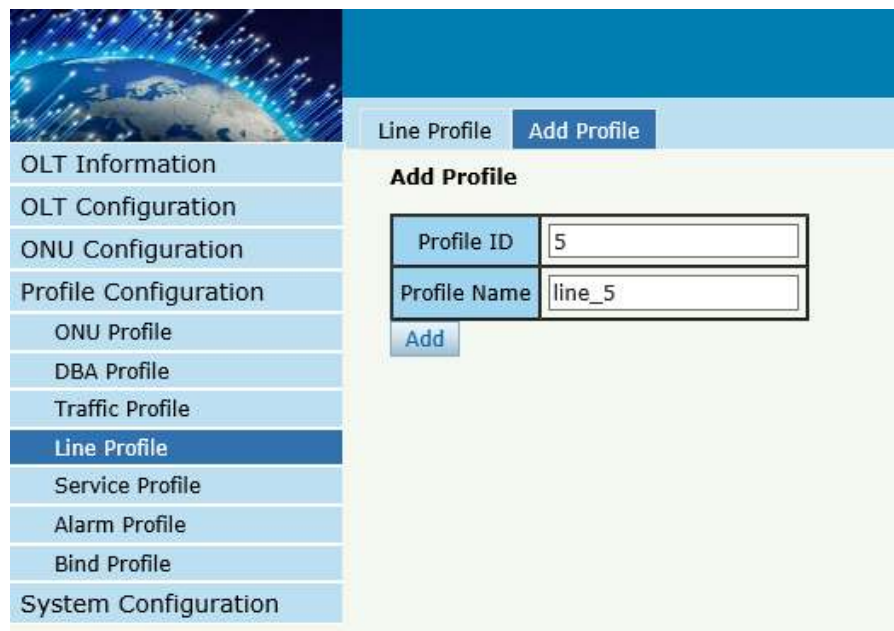 Line Profile
Add Profile
OLT Information
OLT Configuration
ONU Configuration
Profile Configuration
ONU Profile
DBA Profile
Traffic Profile
Line Profile
Service Profile
Alarm Profile
Bind Profile
System Configuration
Add Profile
Profile ID 5
Profile Name line_5
Add